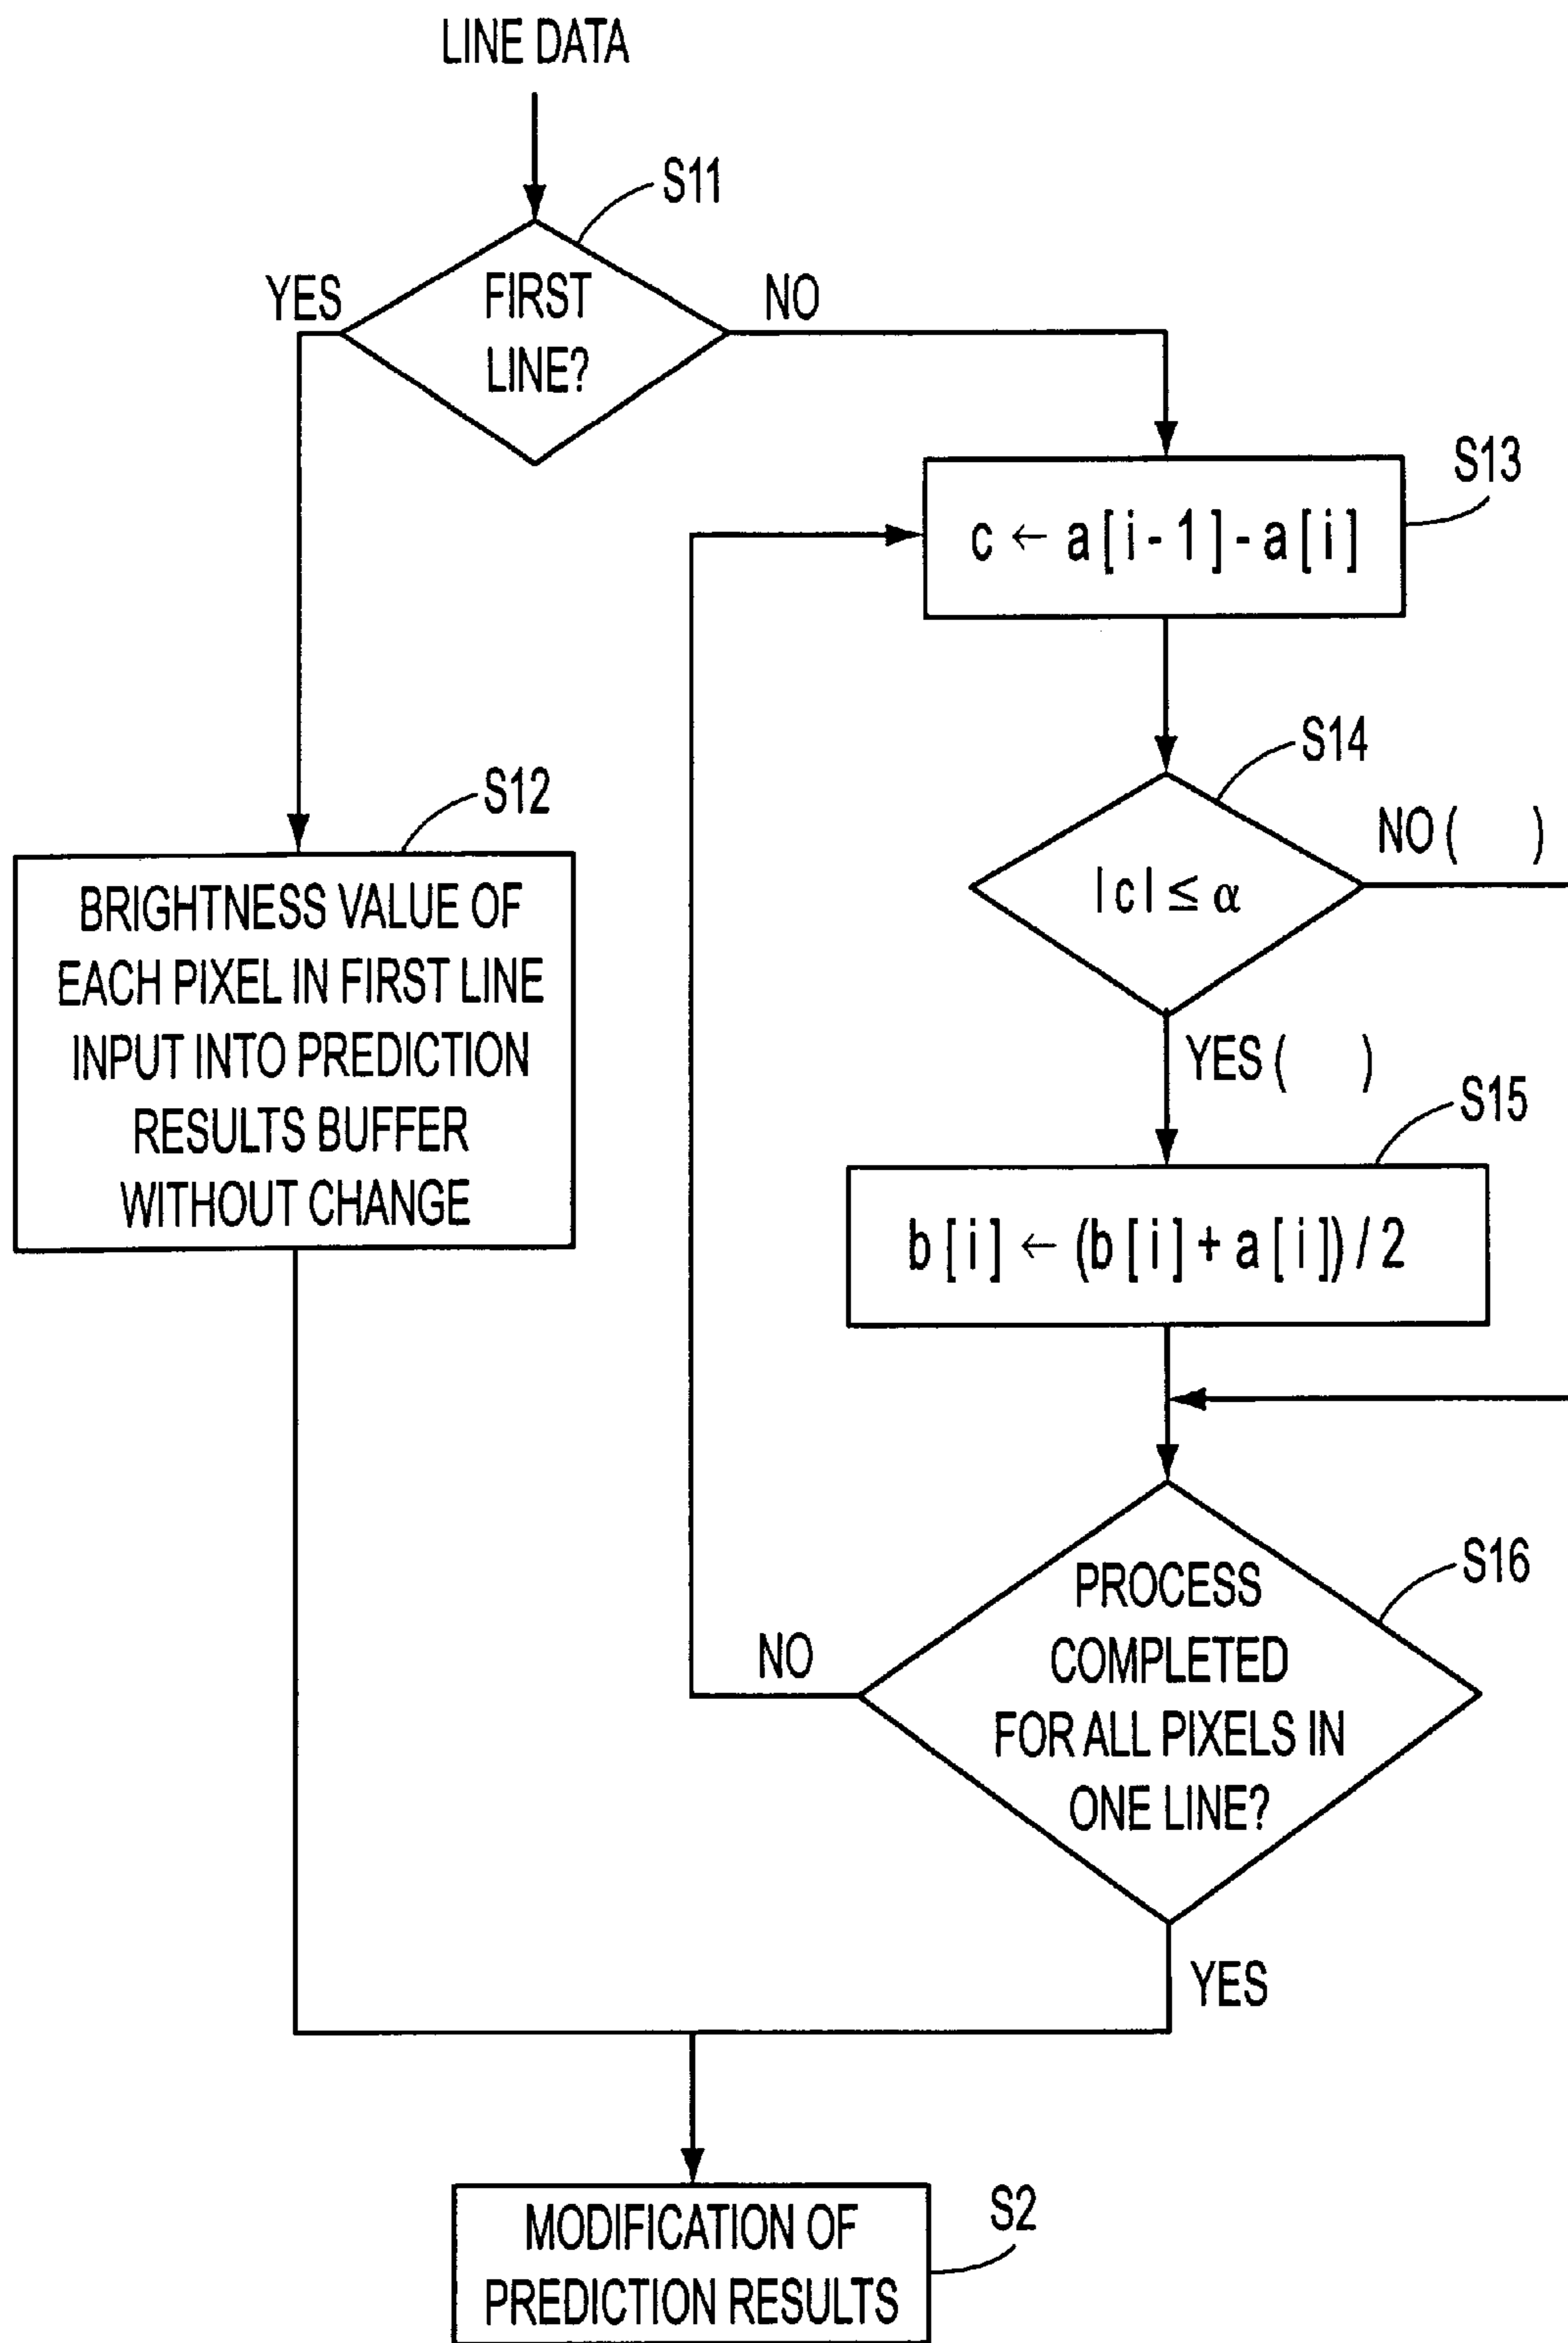 LINE DATA
S11
YES
FIRST
LINE?
NO
S13
c ← a [ i - 1 ] - a [ i ]
S14
NO ( )
| c | ≤ α
S12
BRIGHTNESS VALUE OF
EACH PIXEL IN FIRST LINE
INPUT INTO PREDICTION
RESULTS BUFFER
WITHOUT CHANGE
YES ( )
S15
b [ i ] ← (b [ i ] + a [ i ]) / 2
S16
PROCESS
COMPLETED
FOR ALL PIXELS IN
ONE LINE?
NO
YES
S2
MODIFICATION OF
PREDICTION RESULTS